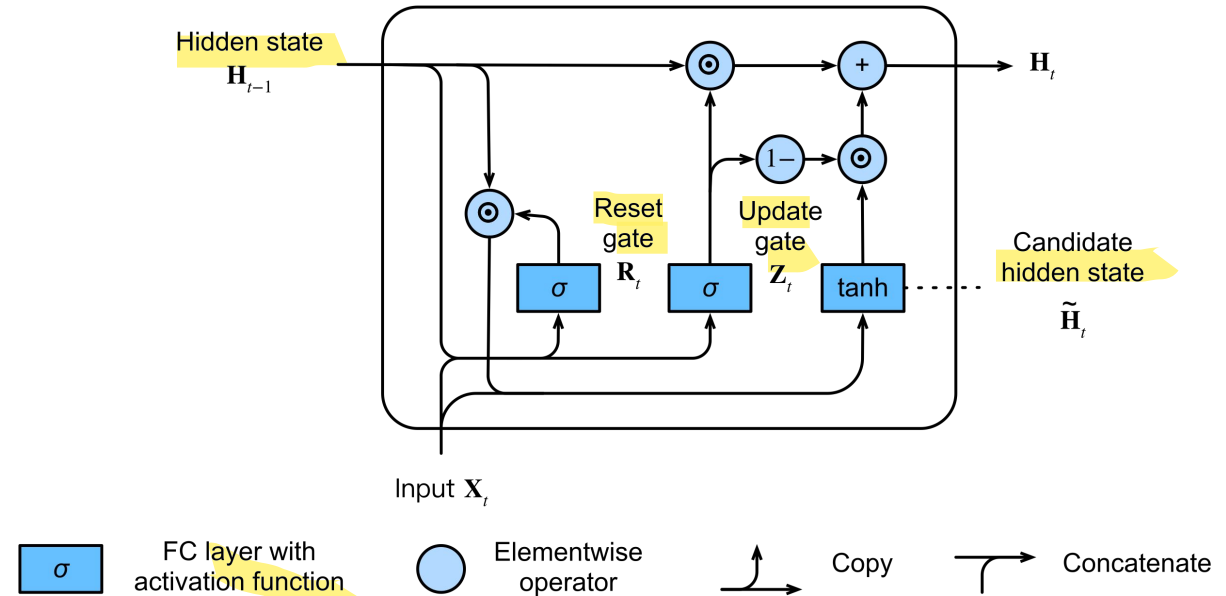 Hidden state
H_{t−1}
⊙
+
H_t
1−
⊙
⊙
Reset
gate
R_t
Update
gate
Z_t
σ
σ
tanh
Candidate
hidden state
H̃_t
Input X_t
σ
FC layer with
activation function
Elementwise
operator
Copy
Concatenate